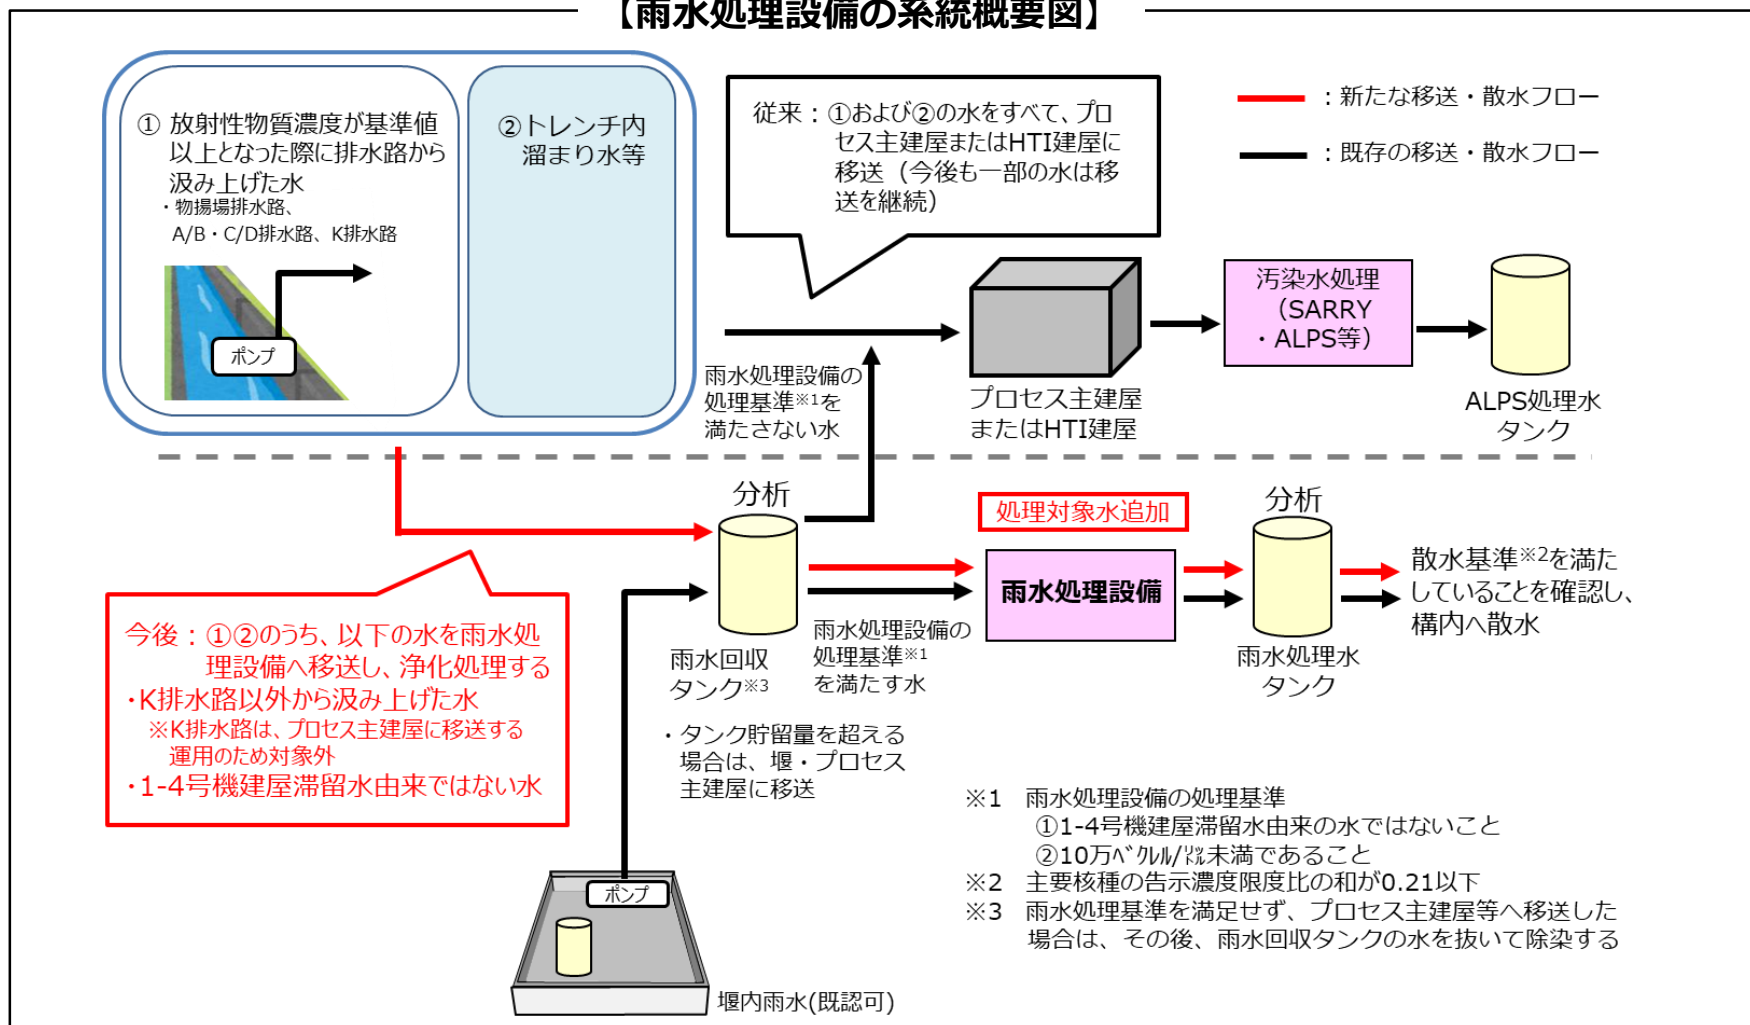 【雨水処理設備の系統概要図】
① 放射性物質濃度が基準値
以上となった際に排水路から
汲み上げた水
・物揚場排水路、
A/B・C/D排水路、K排水路
ポンプ
②トレンチ内
溜まり水等
従来：①および②の水をすべて、プロ
セス主建屋またはHTI建屋に
移送（今後も一部の水は移
送を継続）
：新たな移送・散水フロー
：既存の移送・散水フロー
雨水処理設備の
処理基準※1を
満たさない水
プロセス主建屋
またはHTI建屋
汚染水処理
（SARRY
・ALPS等）
ALPS処理水
タンク
今後：①②のうち、以下の水を雨水処
理設備へ移送し、浄化処理する
・K排水路以外から汲み上げた水
※K排水路は、プロセス主建屋に移送する
運用のため対象外
・1-4号機建屋滞留水由来ではない水
分析
雨水回収
タンク※3
・タンク貯留量を超える
場合は、堰・プロセス
主建屋に移送
雨水処理設備の
処理基準※1
を満たす水
処理対象水追加
雨水処理設備
分析
雨水処理水
タンク
散水基準※2を満た
していることを確認し、
構内へ散水
ポンプ
堰内雨水(既認可)
※1 雨水処理設備の処理基準
①1-4号機建屋滞留水由来の水ではないこと
②10万ﾍﾞｸﾚﾙ/㍑未満であること
※2 主要核種の告示濃度限度比の和が0.21以下
※3 雨水処理基準を満足せず、プロセス主建屋等へ移送した
場合は、その後、雨水回収タンクの水を抜いて除染する